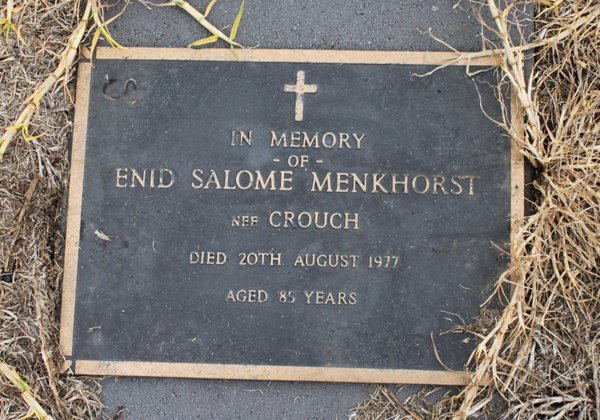 IN MEMORY
- OF -
ENID SALOME MENKHORST
NEE CROUCH
DIED 20TH AUGUST 1977
AGED 85 YEARS